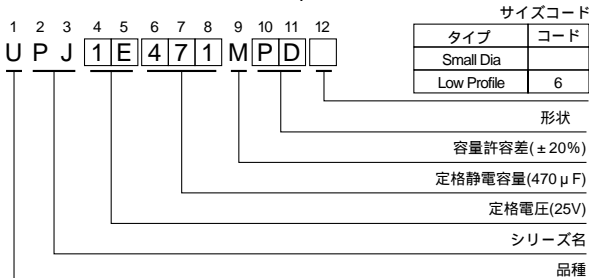 サイズコード
1 2 3 4 5 6 7 8 9 10 11 12
U P J 1 E 4 7 1 M P D
タイプ コード
Small Dia
Low Profile 6
形状
容量許容差(±20%)
定格静電容量(470μF)
定格電圧(25V)
シリーズ名
品種